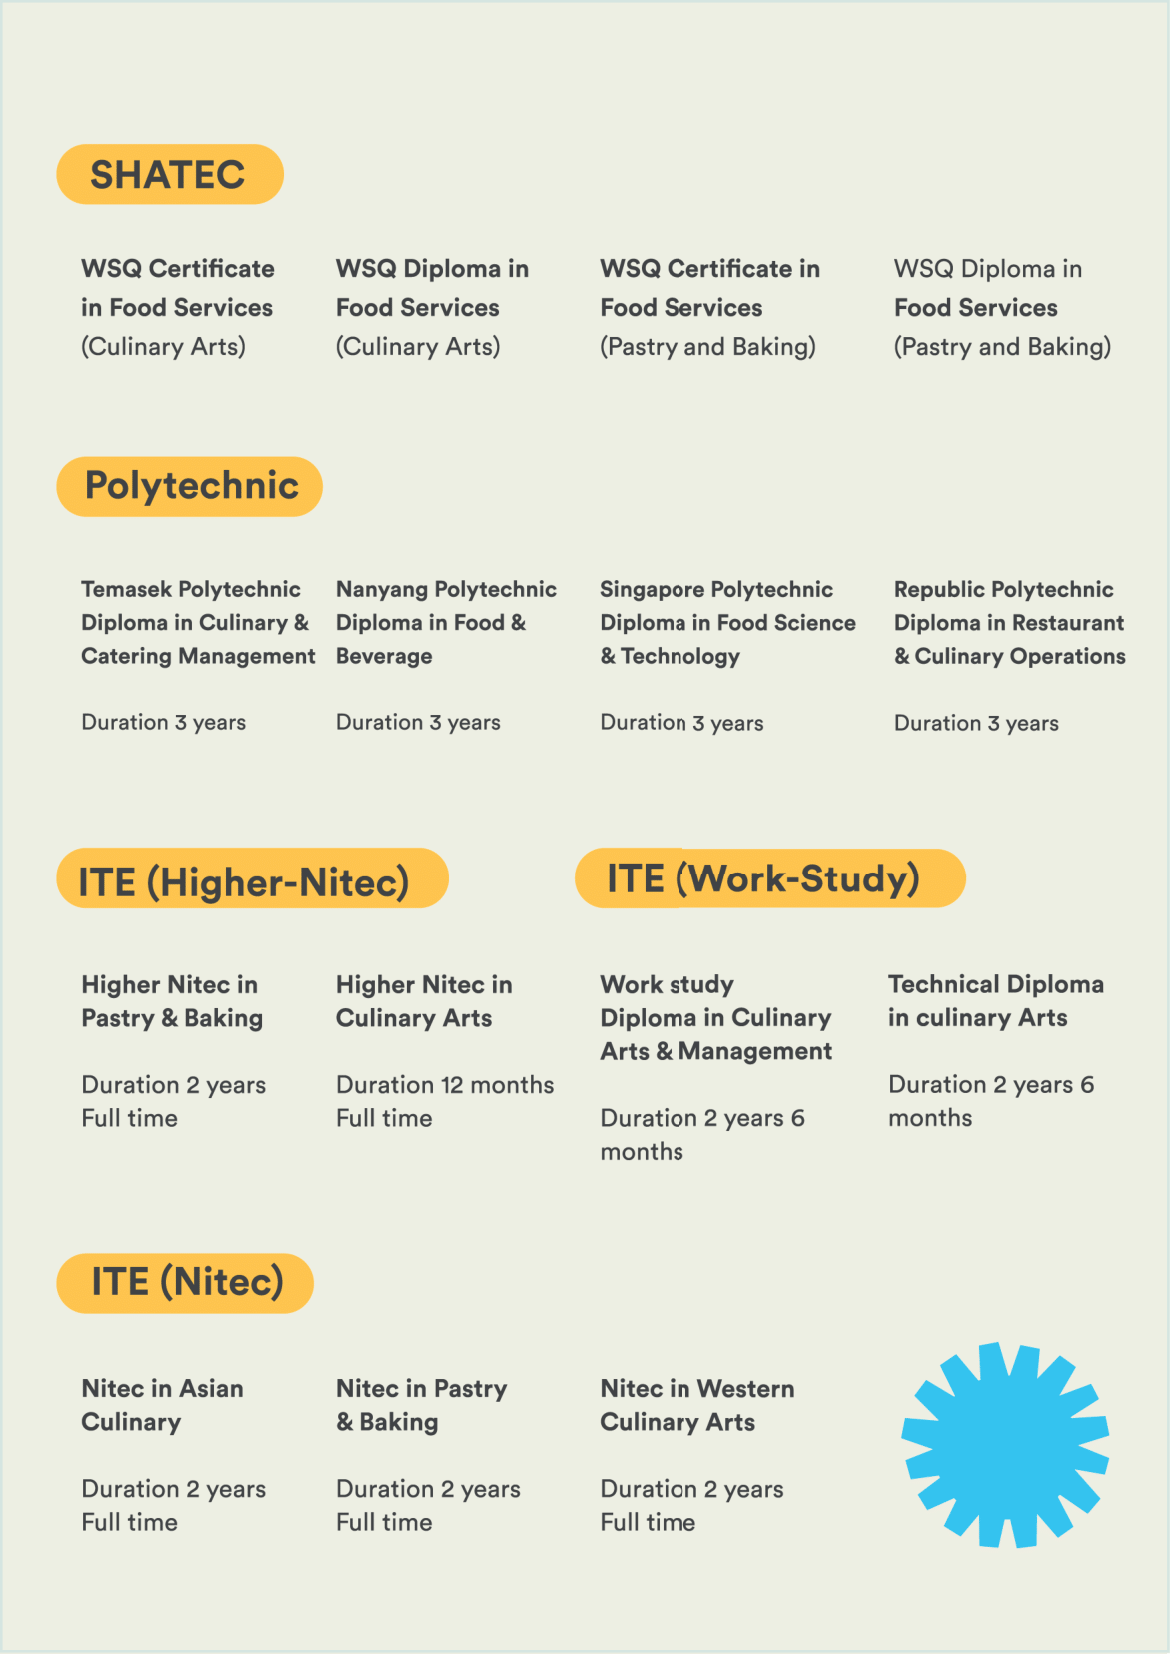 SHATEC
WSQ Certificate
in Food Services
(Culinary Arts)
WSQ Diploma in
Food Services
(Culinary Arts)
WSQ Certificate in
Food Services
(Pastry and Baking)
WSQ Diploma in
Food Services
(Pastry and Baking)
Polytechnic
Temasek Polytechnic
Diploma in Culinary &
Catering Management
Duration 3 years
Nanyang Polytechnic
Diploma in Food &
Beverage
Duration 3 years
Singapore Polytechnic
Diploma in Food Science
& Technology
Duration 3 years
Republic Polytechnic
Diploma in Restaurant
& Culinary Operations
Duration 3 years
ITE (Higher-Nitec)
Higher Nitec in
Pastry & Baking
Duration 2 years
Full time
Higher Nitec in
Culinary Arts
Duration 12 months
Full time
ITE (Work-Study)
Work study
Diploma in Culinary
Arts & Management
Duration 2 years 6
months
Technical Diploma
in culinary Arts
Duration 2 years 6
months
ITE (Nitec)
Nitec in Asian
Culinary
Duration 2 years
Full time
Nitec in Pastry
& Baking
Duration 2 years
Full time
Nitec in Western
Culinary Arts
Duration 2 years
Full time